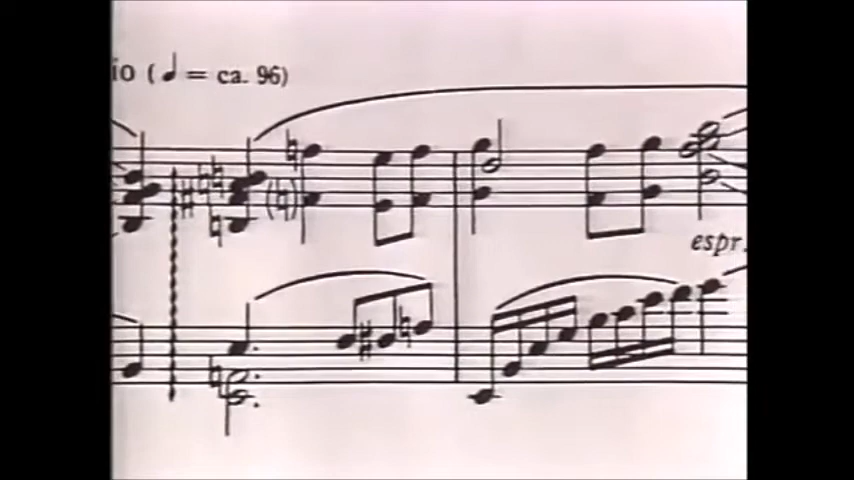 io (♩ = ca. 96)
espr.